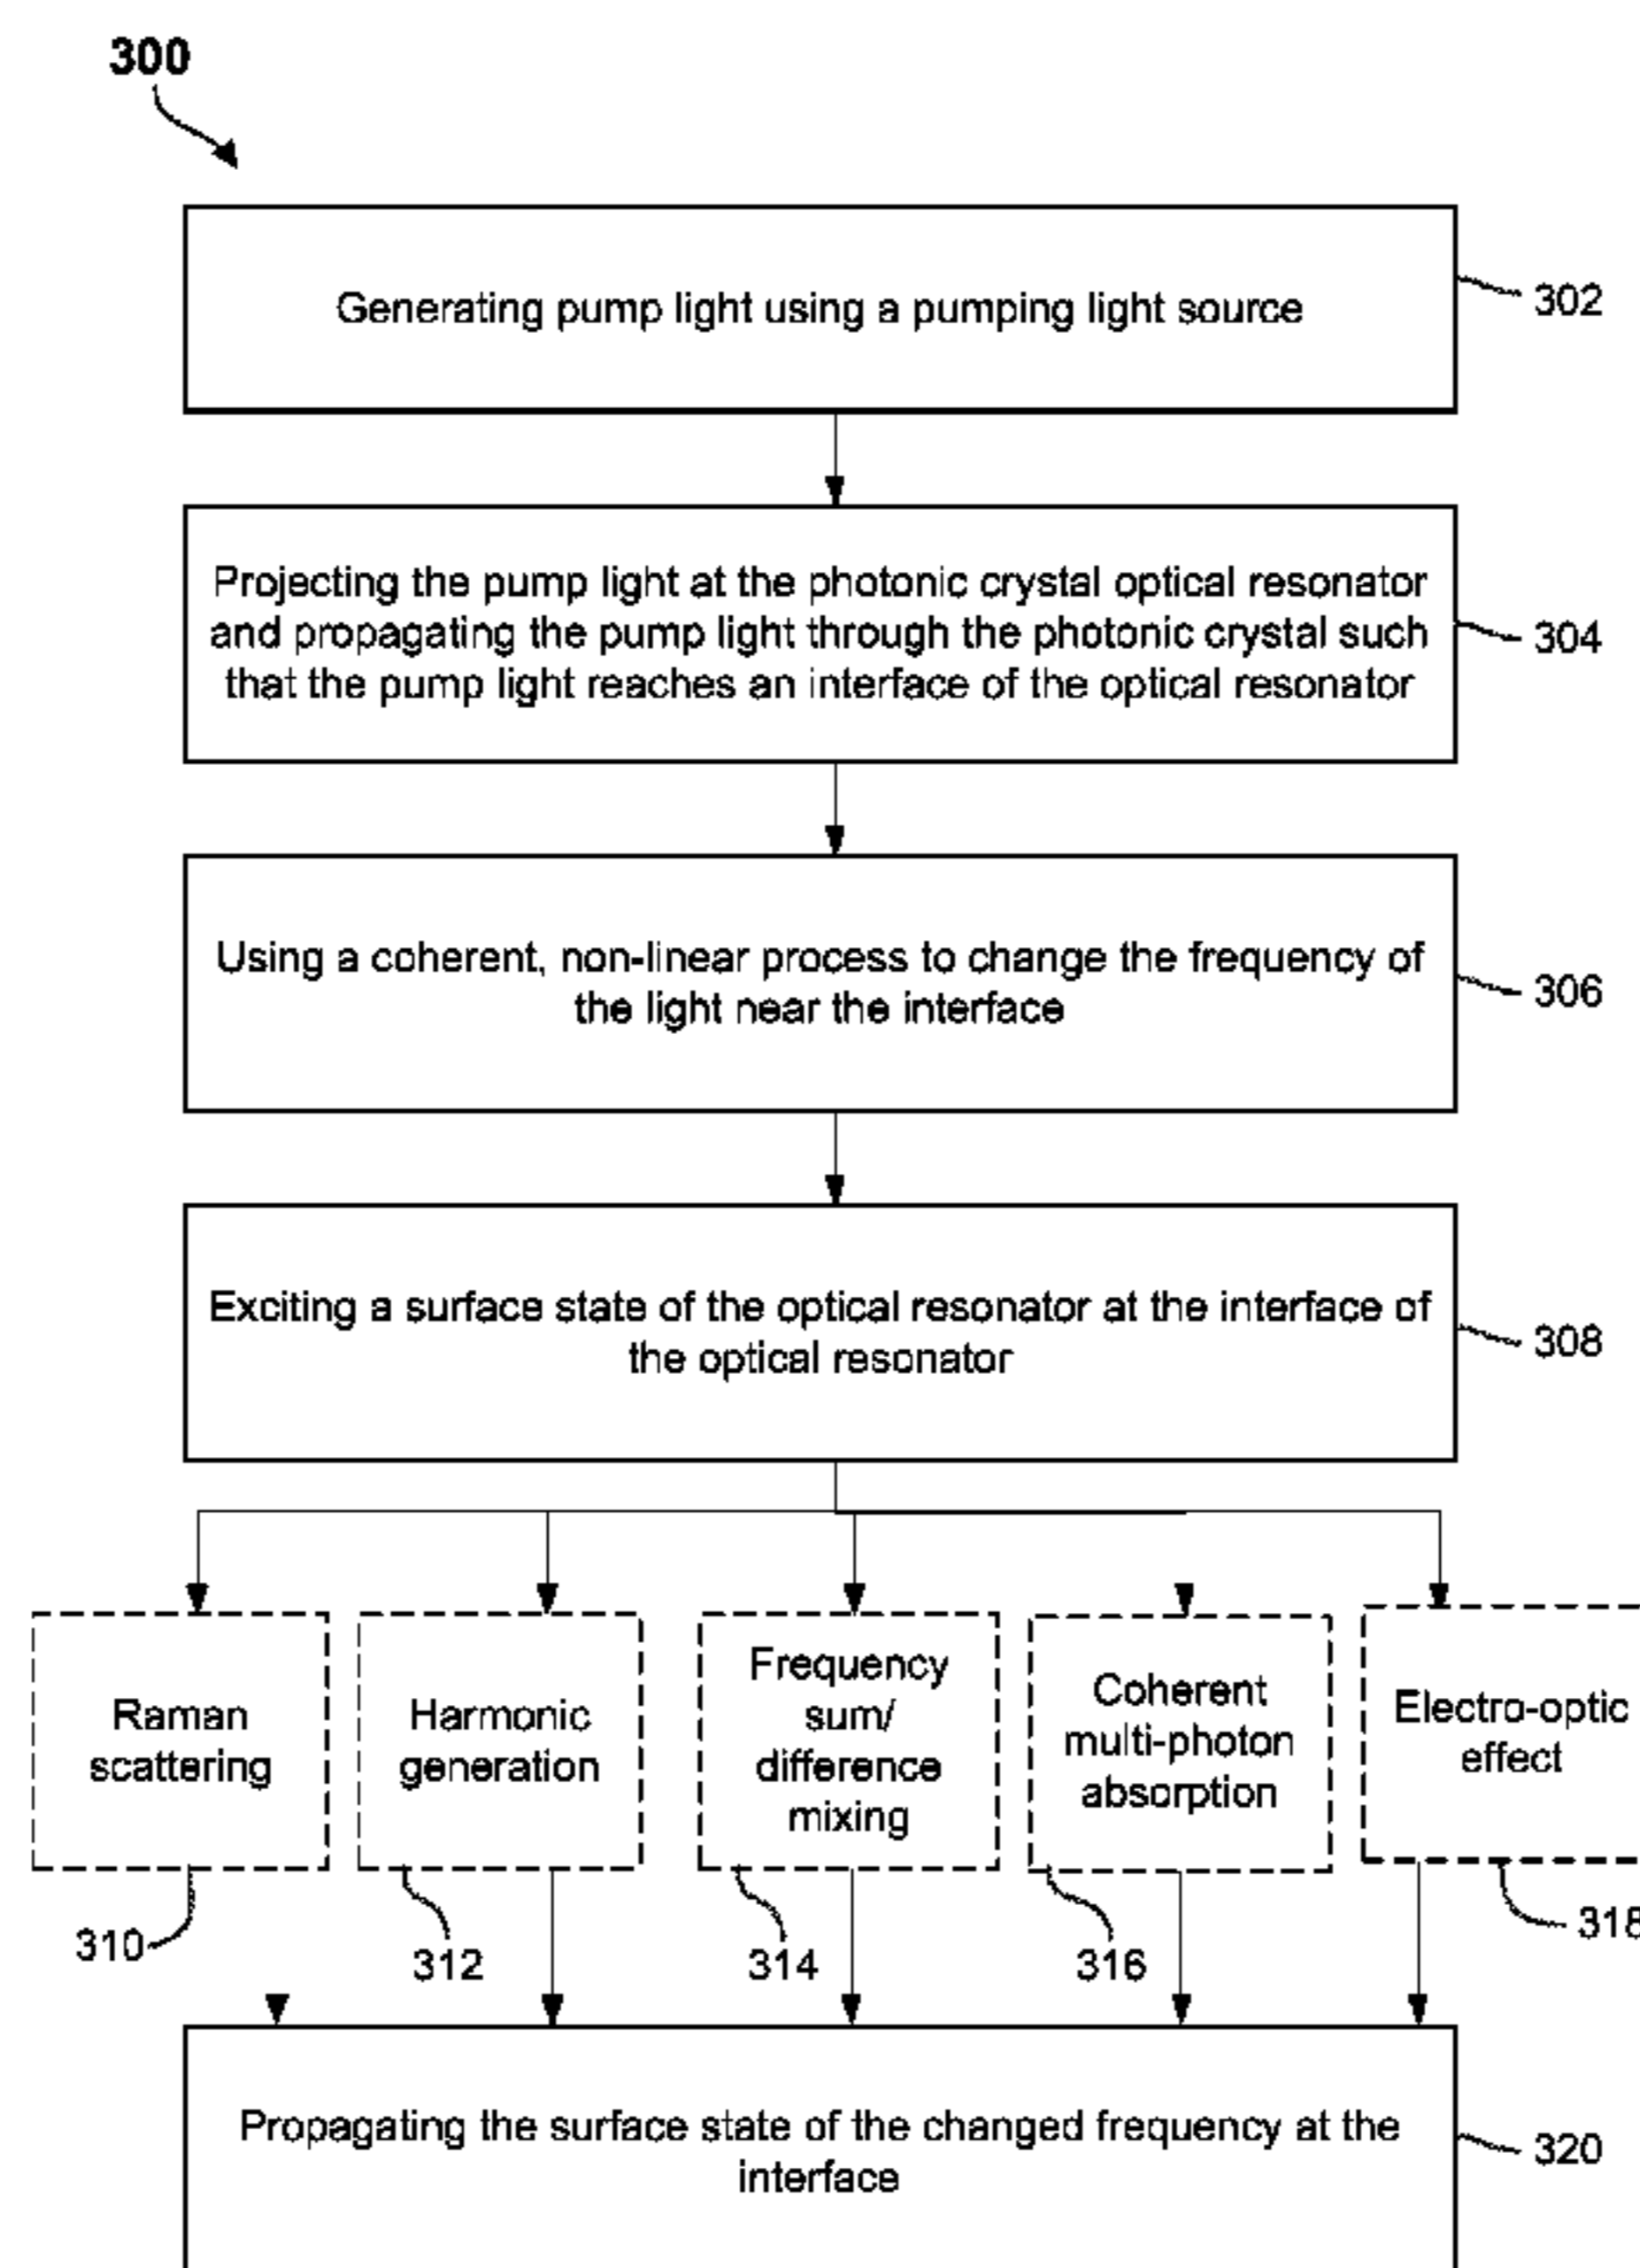 300
Generating pump light using a pumping light source
302
Projecting the pump light at the photonic crystal optical resonator
and propagating the pump light through the photonic crystal such
that the pump light reaches an interface of the optical resonator
304
Using a coherent, non-linear process to change the frequency of
the light near the interface
306
Exciting a surface state of the optical resonator at the interface of
the optical resonator
308
Raman
scattering
310
Harmonic
generation
312
Frequency
sum/
difference
mixing
314
Coherent
multi-photon
absorption
316
Electro-optic
effect
318
Propagating the surface state of the changed frequency at the
interface
320